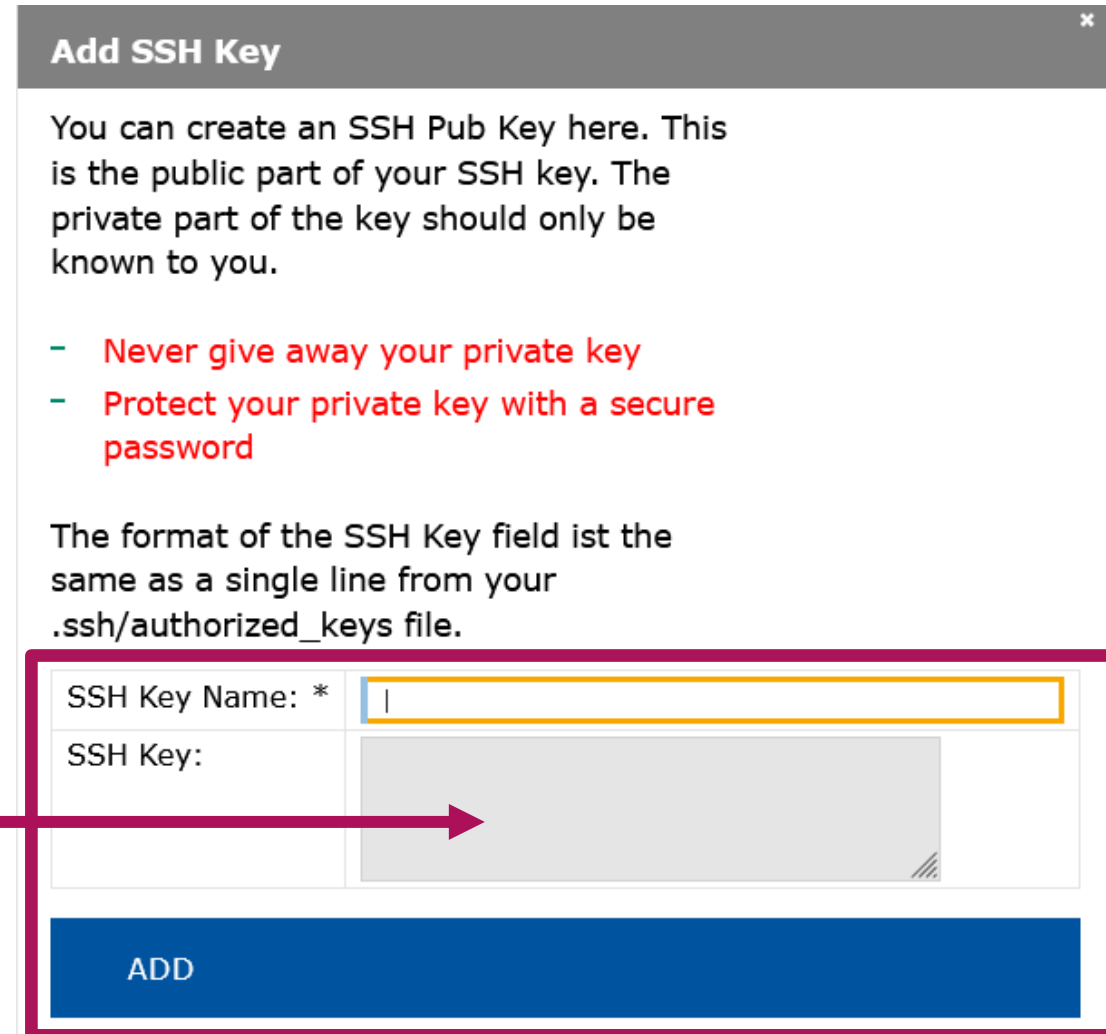 Add SSH Key
You can create an SSH Pub Key here. This
is the public part of your SSH key. The
private part of the key should only be
known to you.
- Never give away your private key
- Protect your private key with a secure
password
The format of the SSH Key field ist the
same as a single line from your
.ssh/authorized_keys file.
SSH Key Name: *
SSH Key:
ADD